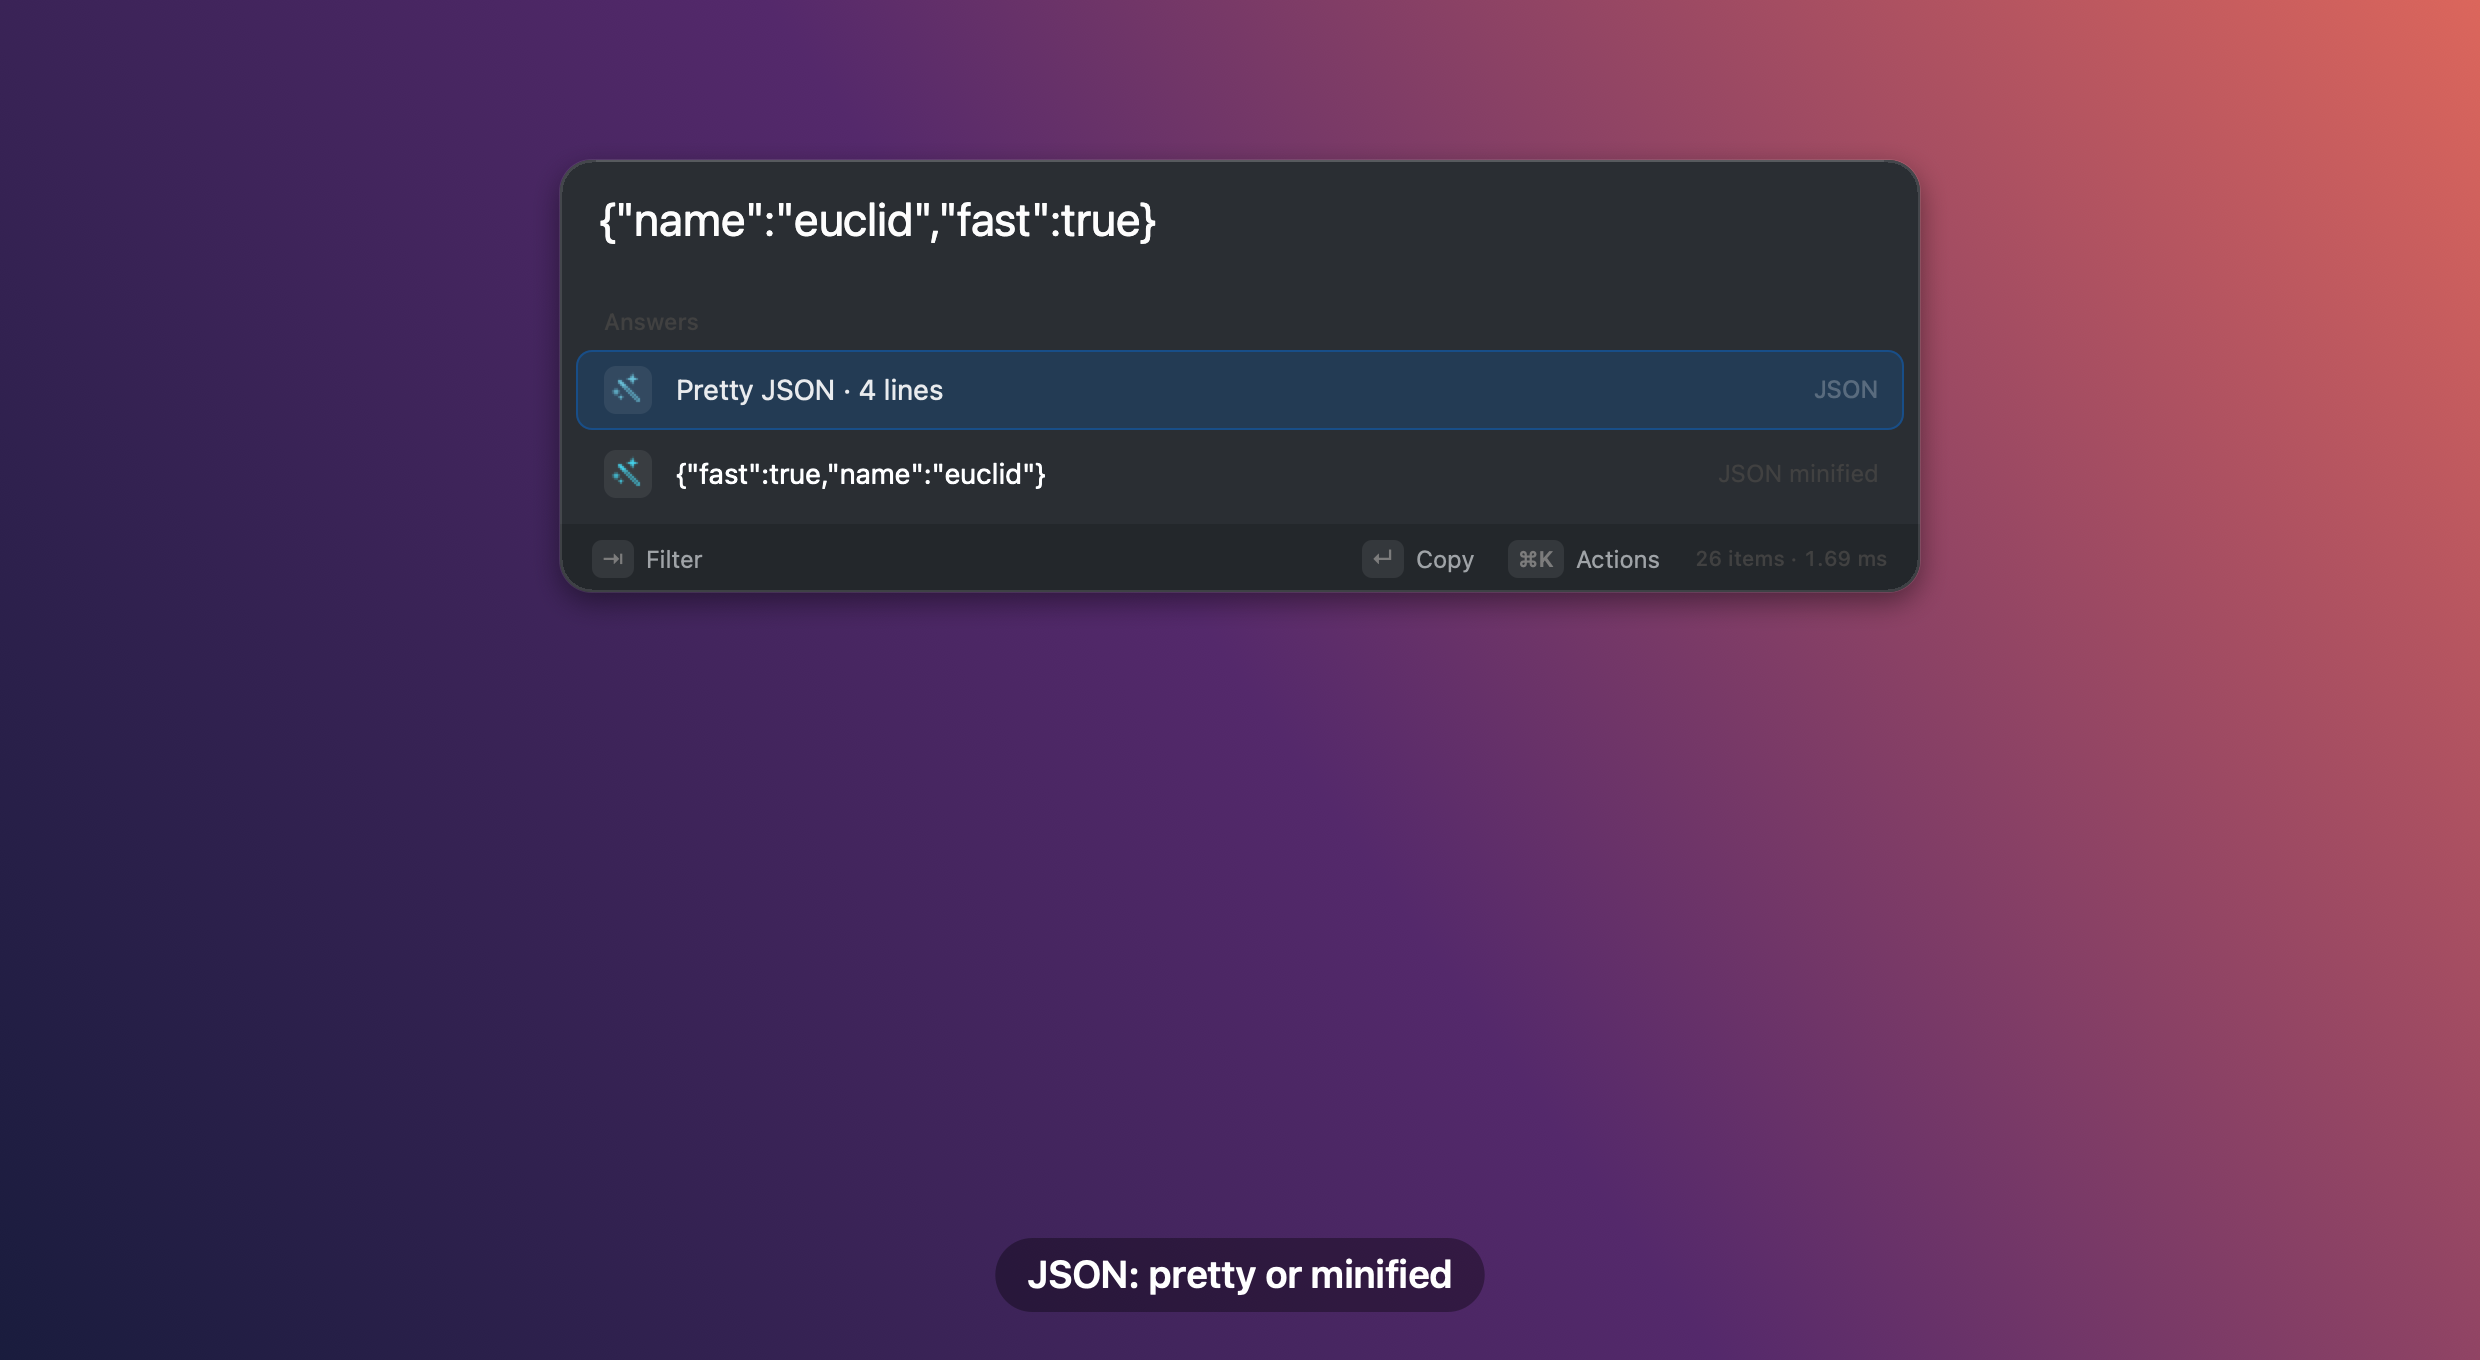 {"name":"euclid","fast":true}
Answers
Pretty JSON · 4 lines JSON
{"fast":true,"name":"euclid"} JSON minified
⇥ Filter ↵ Copy ⌘K Actions 26 items · 1.69 ms
JSON: pretty or minified